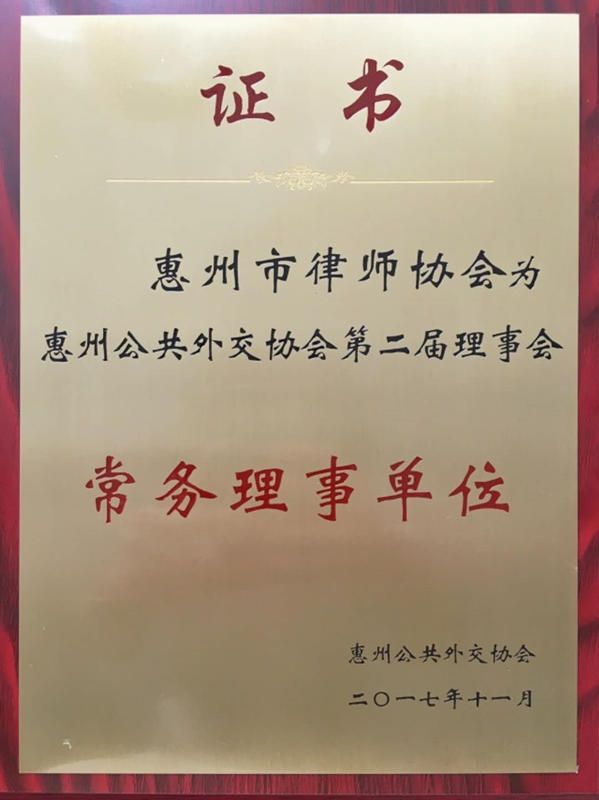 证书
惠州市律师协会为
惠州公共外交协会第二届理事会
常务理事单位
惠州公共外交协会
二〇一七年十一月